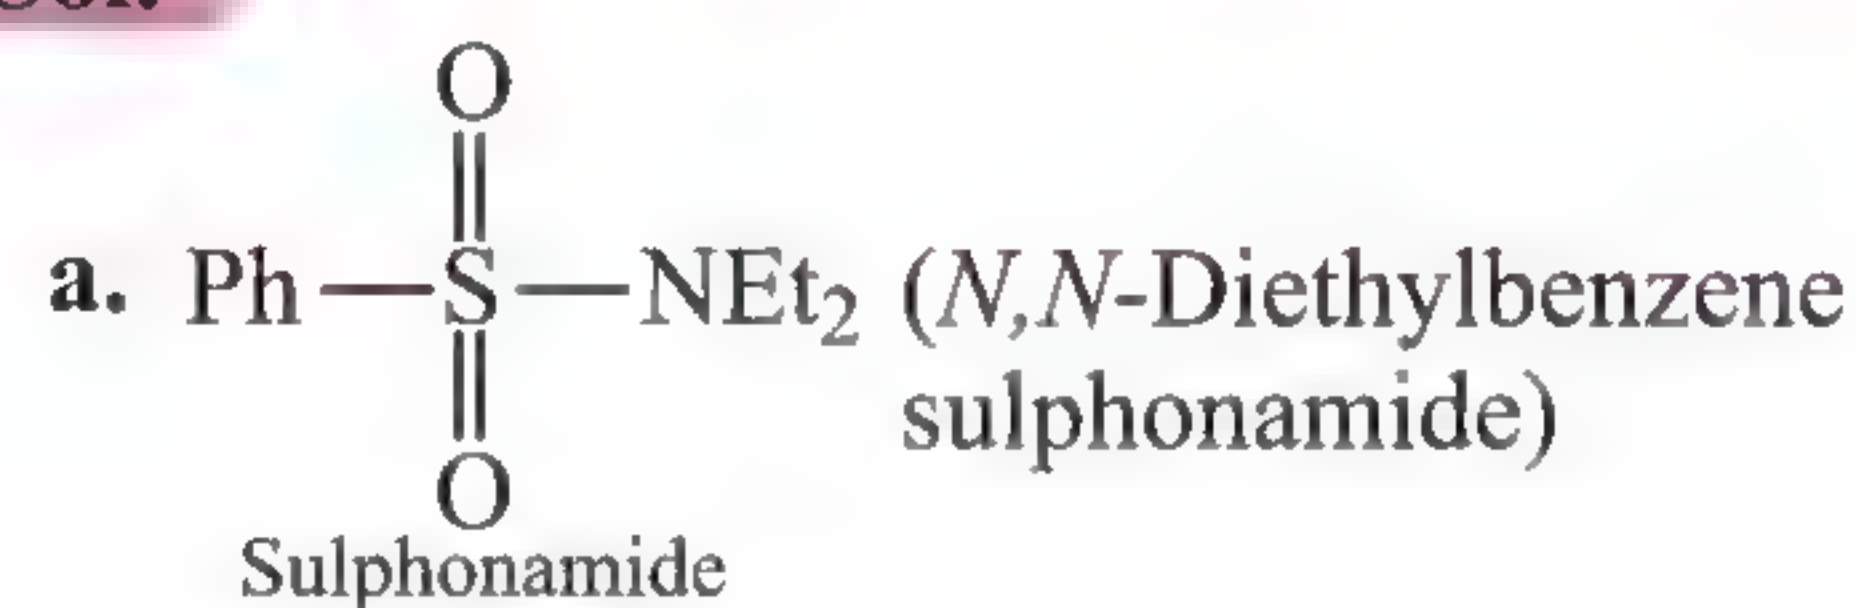 O
a. Ph—S—NEt₂ (N,N-Diethylbenzene
sulphonamide)
O
Sulphonamide